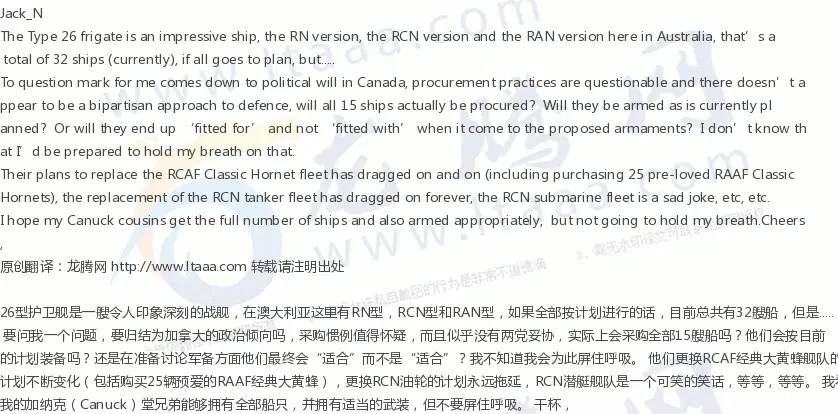 Jack_N
The Type 26 frigate is an impressive ship, the RN version, the RCN version and the RAN version here in Australia, that’s a
total of 32 ships (currently), if all goes to plan, but.....
To question mark for me comes down to political will in Canada, procurement practices are questionable and there doesn’t a
ppear to be a bipartisan approach to defence, will all 15 ships actually be procured? Will they be armed as is currently pl
anned? Or will they end up ‘fitted for’ and not ‘fitted with’ when it come to the proposed armaments? I don’t know th
at I’d be prepared to hold my breath on that.
Their plans to replace the RCAF Classic Hornet fleet has dragged on and on (including purchasing 25 pre-loved RAAF Classic
Hornets), the replacement of the RCN tanker fleet has dragged on forever, the RCN submarine fleet is a sad joke, etc, etc.
I hope my Canuck cousins get the full number of ships and also armed appropriately, but not going to hold my breath.Cheers
,
原创翻译：龙腾网 http://www.ltaaa.com 转载请注明出处
26型护卫舰是一艘令人印象深刻的战舰，在澳大利亚这里有RN型，RCN型和RAN型，如果全部按计划进行的话，目前总共有32艘船，但是.....
要问我一个问题，要归结为加拿大的政治倾向吗，采购惯例值得怀疑，而且似乎没有两党妥协，实际上会采购全部15艘船吗？他们会按目前
的计划装备吗？还是在准备讨论军备方面他们最终会“适合”而不是“适合”？我不知道我会为此屏住呼吸。 他们更换RCAF经典大黄蜂舰队的
计划不断变化（包括购买25辆预爱的RAAF经典大黄蜂），更换RCN油轮的计划永远拖延，RCN潜艇舰队是一个可笑的笑话，等等，等等。 我希
我的加纳克（Canuck）堂兄弟能够拥有全部船只，并拥有适当的武装，但不要屏住呼吸。 干杯，
www.ltaaa.com
龙腾网